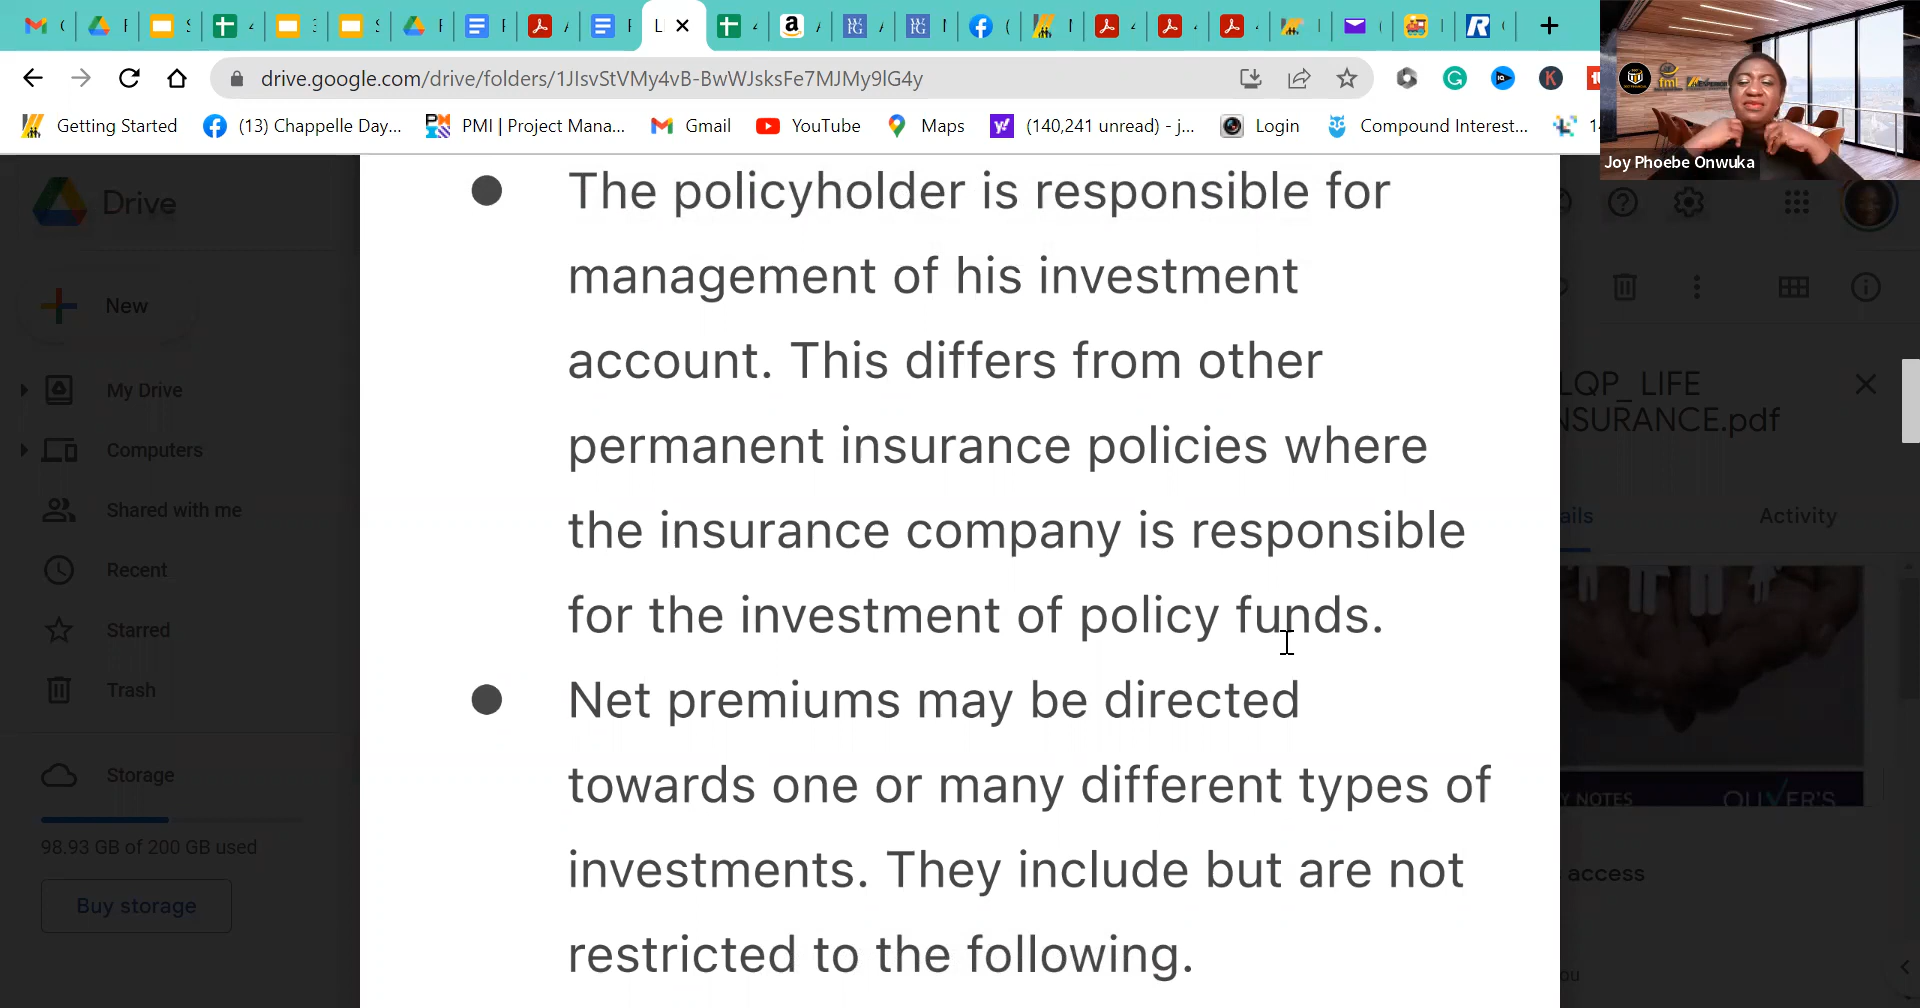 drive.google.com/drive/folders/1JIsvStVMy4vB-BwWJsksFe7MJMy9lG4y
Getting Started
(13) Chappelle Day...
PMI | Project Mana...
Gmail
YouTube
Maps
(140,241 unread) - j...
Login
Compound Interest...
Joy Phoebe Onwuka
Drive
New
My Drive
Computers
Shared with me
Recent
Starred
Trash
Storage
98.93 GB of 200 GB used
Buy storage
● The policyholder is responsible for
management of his investment
account. This differs from other
permanent insurance policies where
the insurance company is responsible
for the investment of policy funds.
● Net premiums may be directed
towards one or many different types of
investments. They include but are not
restricted to the following.
LQP_ LIFE
NSURANCE.pdf
ails
Activity
Y NOTES
OLIVER'S
access